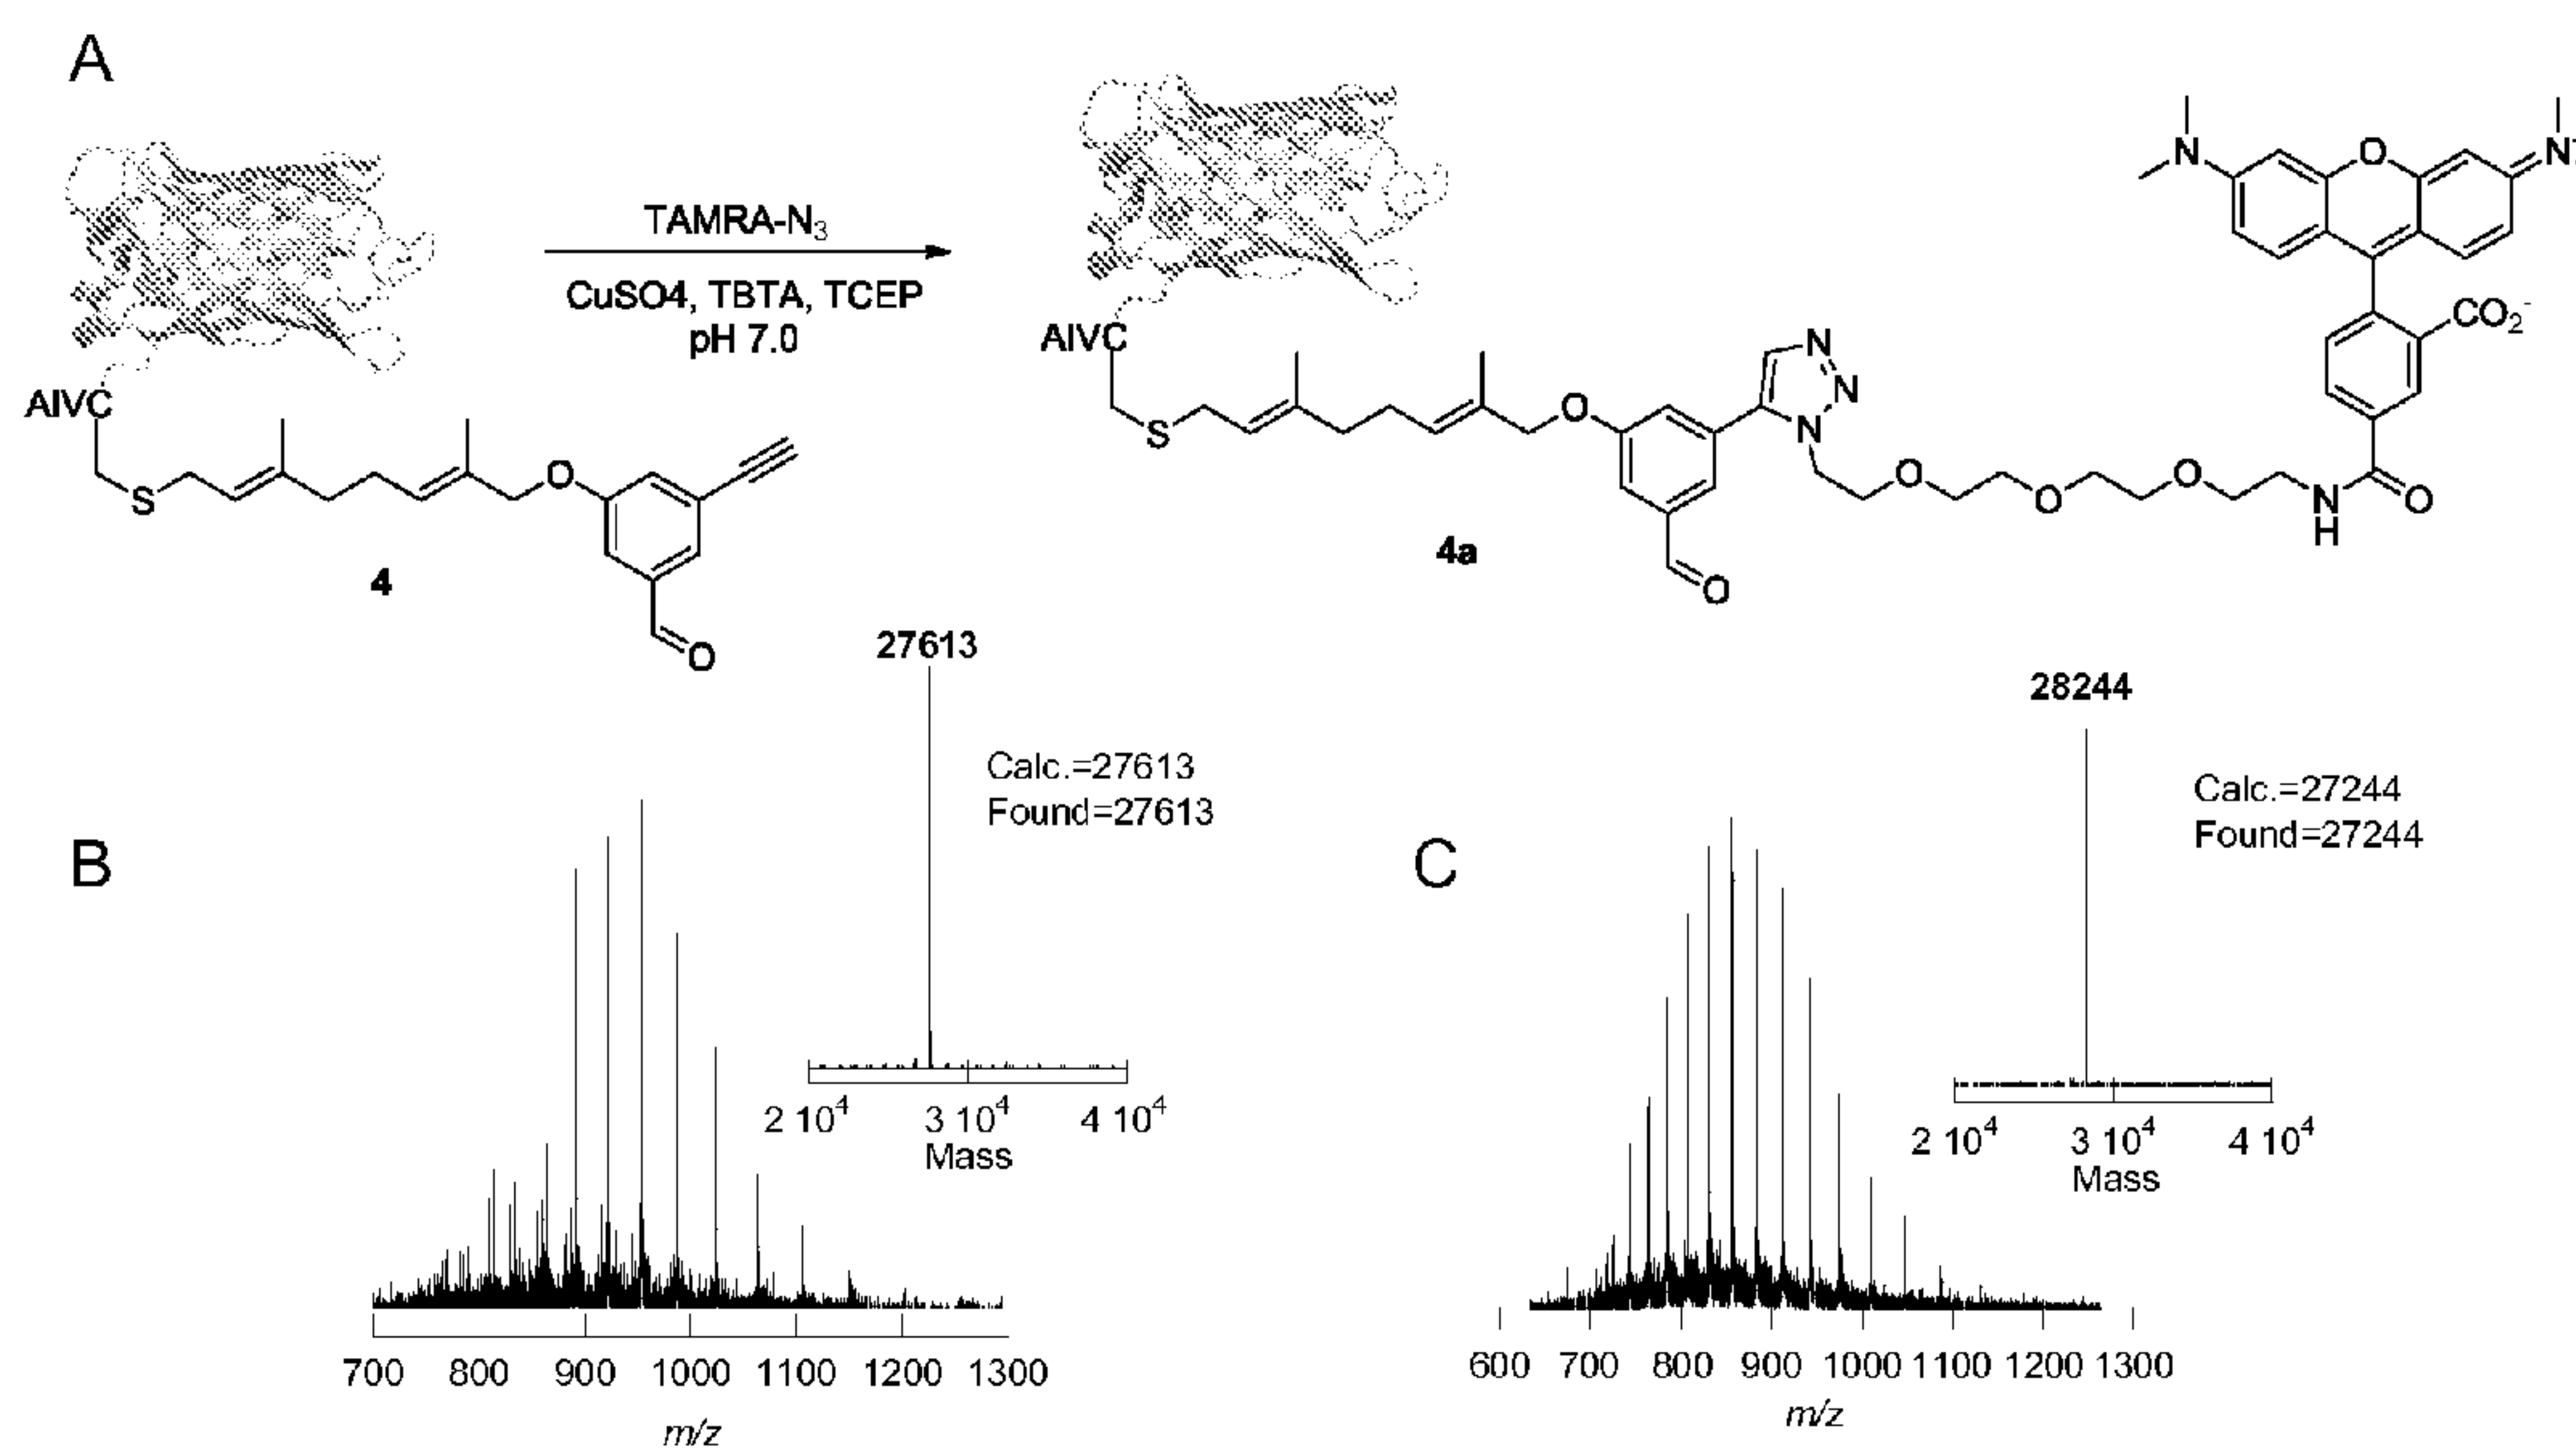 A
TAMRA-N3
CuSO4, TBTA, TCEP
pH 7.0
AIVC
S
O
O
4
AIVC
S
O
O
N
N
N
O
O
O
N
H
O
CO2-
N
O
N+
4a
B
27613
Calc.=27613
Found=27613
2 10^4 3 10^4 4 10^4
Mass
700 800 900 1000 1100 1200 1300
m/z
C
28244
Calc.=27244
Found=27244
2 10^4 3 10^4 4 10^4
Mass
600 700 800 900 1000 1100 1200 1300
m/z